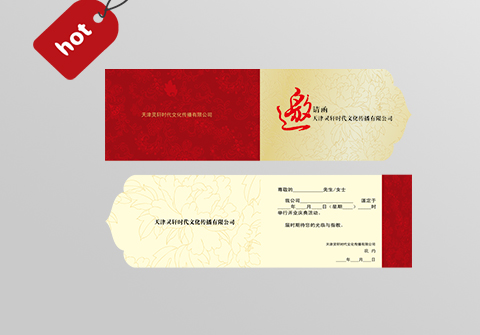 hot
天津灵轩时代文化传播有限公司
邀
请函
天津灵轩时代文化传播有限公司
天津灵轩时代文化传播有限公司
尊敬的____________先生/女士
我公司____________ 谨定于
_____年____月____日（星期____）_____时
举行开业庆典活动。
届时期待您的光临与指教。
天津灵轩时代文化传播有限公司